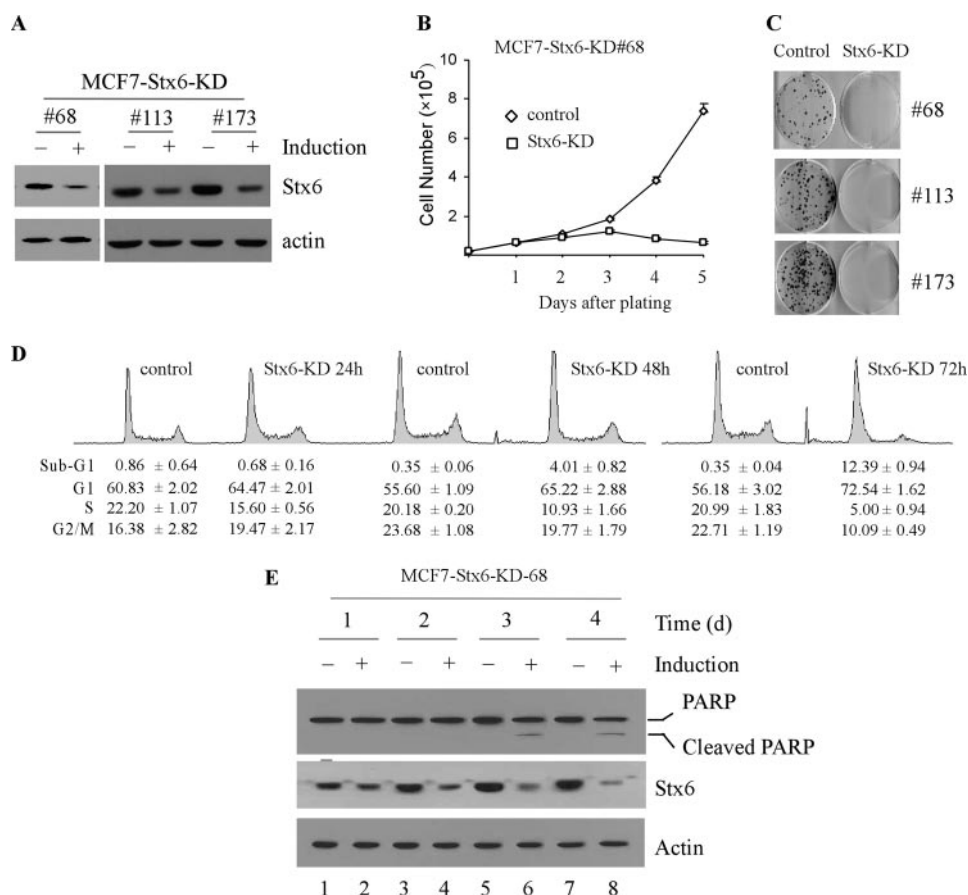 A
MCF7-Stx6-KD
#68 #113 #173
− + − + − + Induction
Stx6
actin
B
MCF7-Stx6-KD#68
Cell Number (×10⁵)
10
8
6
4
2
control
Stx6-KD
1 2 3 4 5
Days after plating
C
Control Stx6-KD
#68
#113
#173
D
control Stx6-KD 24h control Stx6-KD 48h control Stx6-KD 72h
Sub-G1 0.86 ± 0.64 0.68 ± 0.16 0.35 ± 0.06 4.01 ± 0.82 0.35 ± 0.04 12.39 ± 0.94
G1 60.83 ± 2.02 64.47 ± 2.01 55.60 ± 1.09 65.22 ± 2.88 56.18 ± 3.02 72.54 ± 1.62
S 22.20 ± 1.07 15.60 ± 0.56 20.18 ± 0.20 10.93 ± 1.66 20.99 ± 1.83 5.00 ± 0.94
G2/M 16.38 ± 2.82 19.47 ± 2.17 23.68 ± 1.08 19.77 ± 1.79 22.71 ± 1.19 10.09 ± 0.49
E
MCF7-Stx6-KD-68
1 2 3 4 Time (d)
− + − + − + − + Induction
PARP
Cleaved PARP
Stx6
Actin
1 2 3 4 5 6 7 8